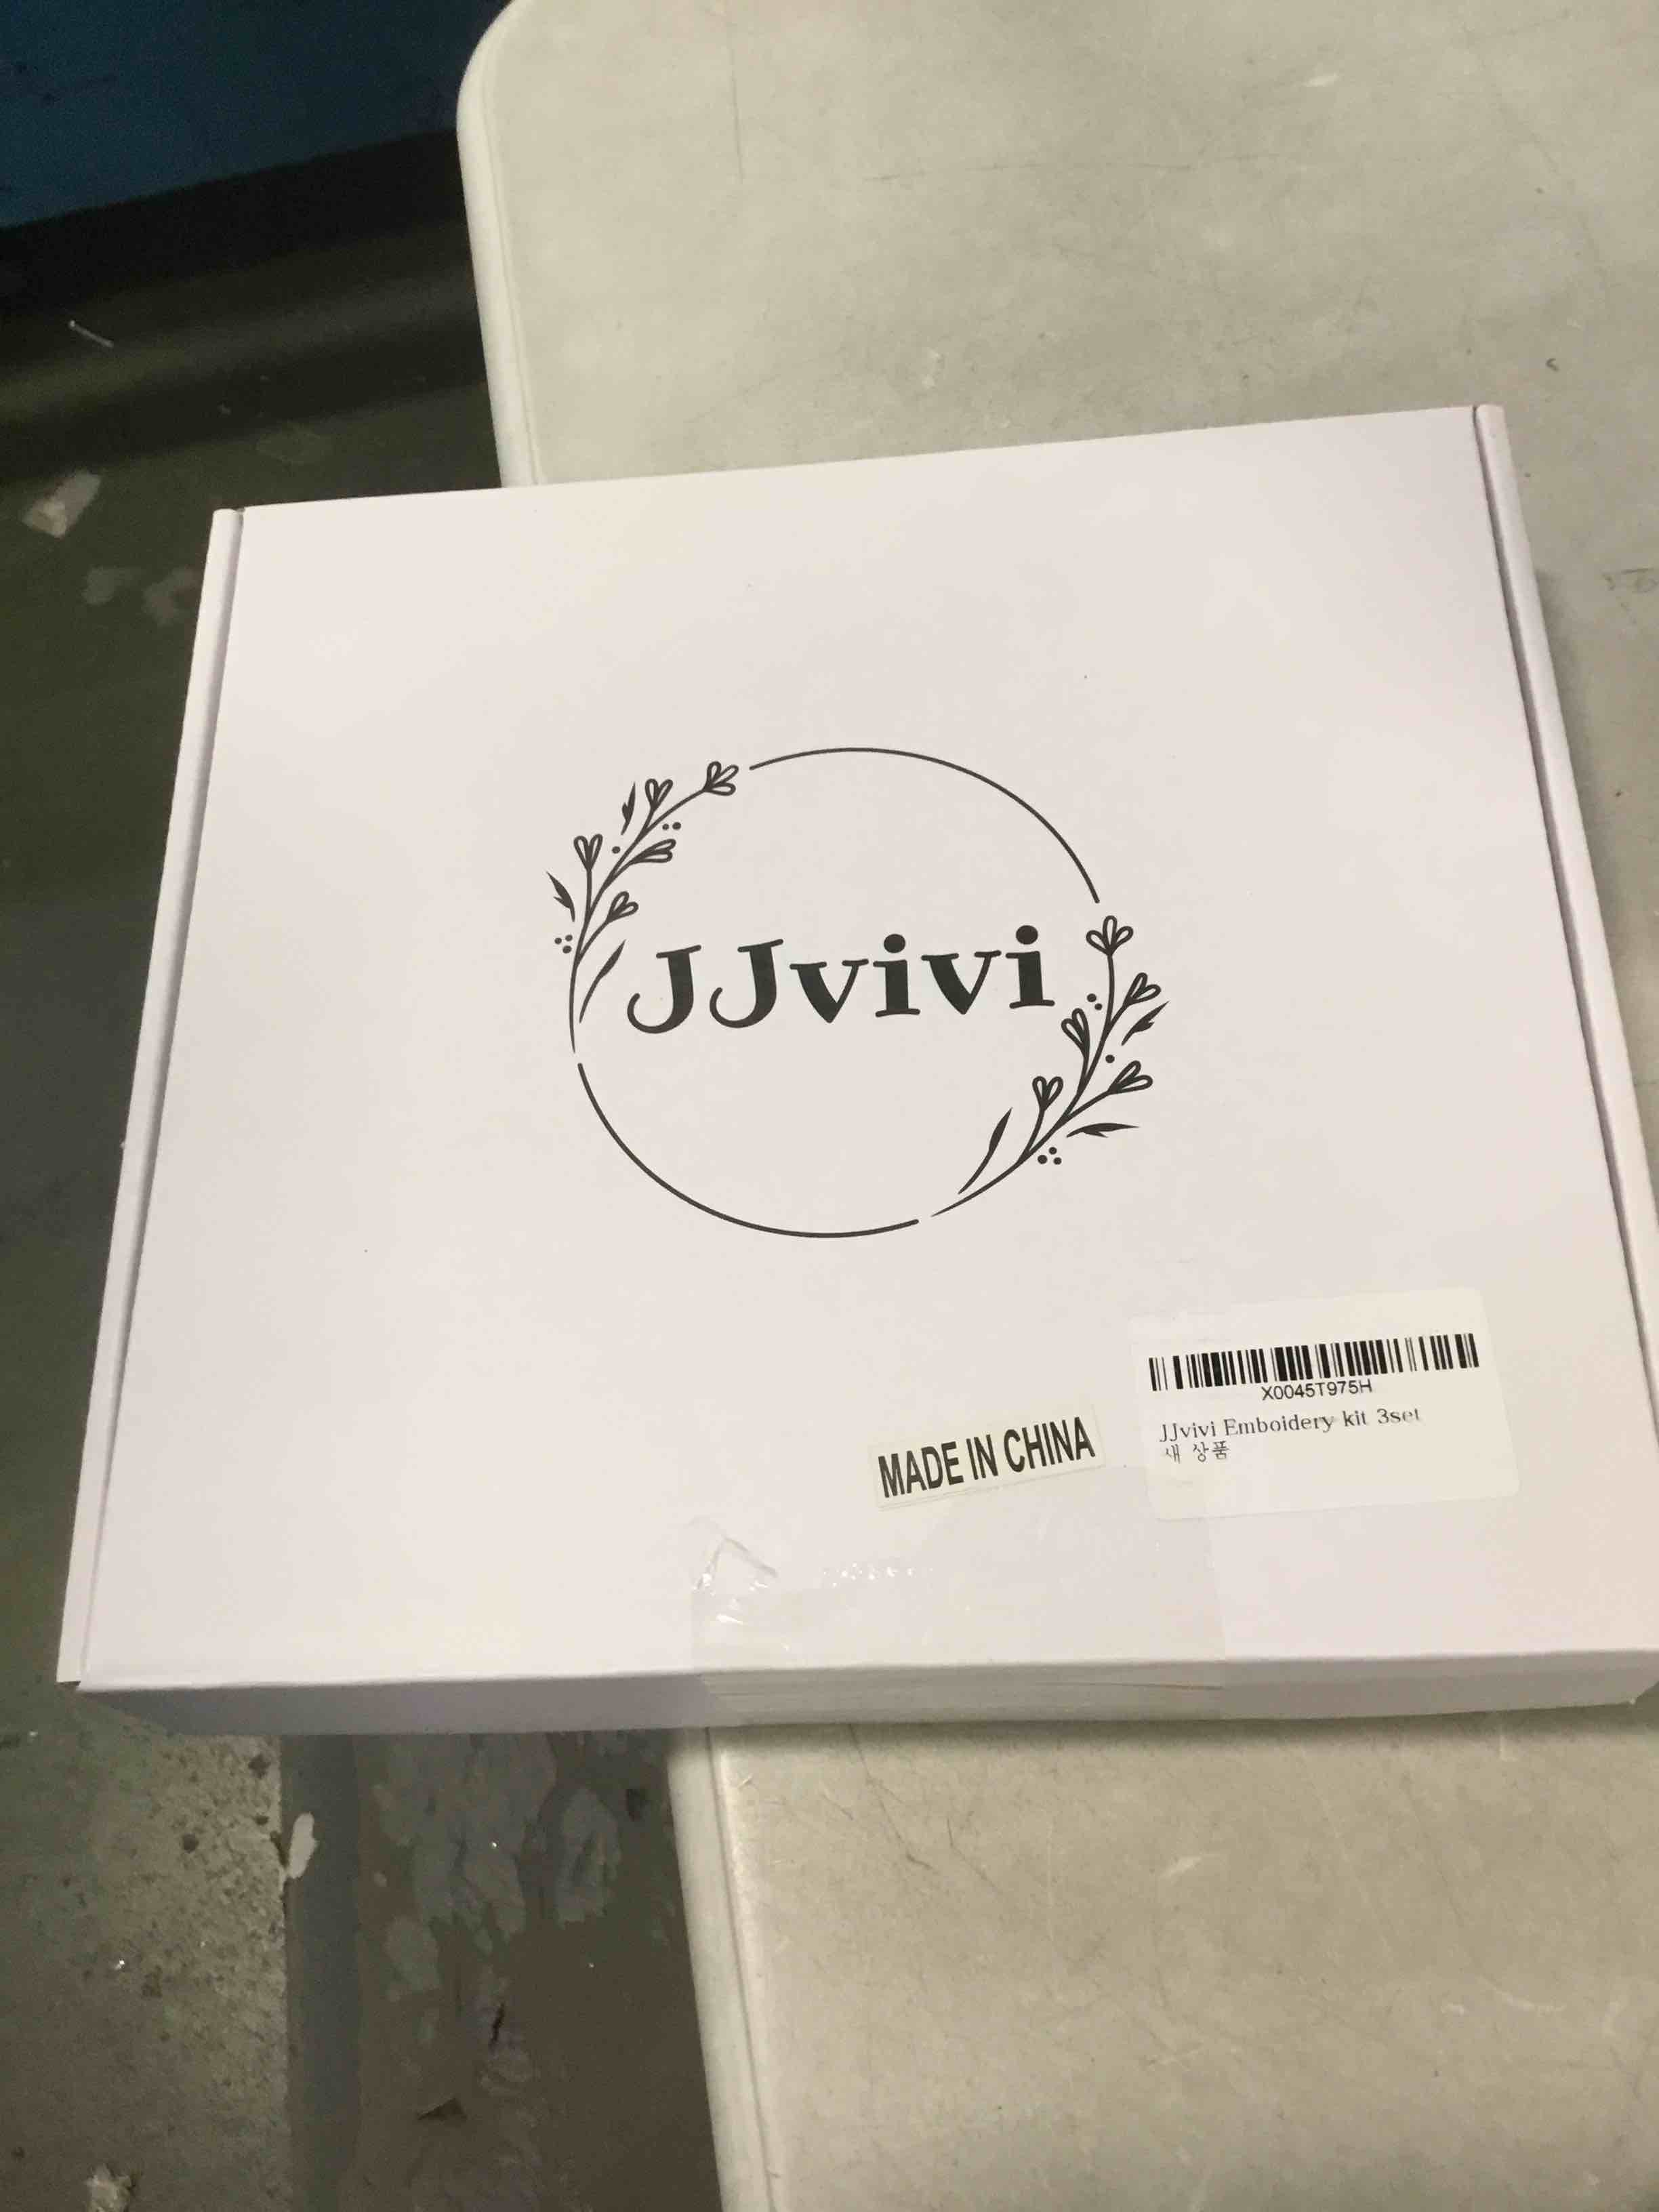 JJvivi
X0045T975H
JJvivi Emboidery kit 3set
새 상품
MADE IN CHINA